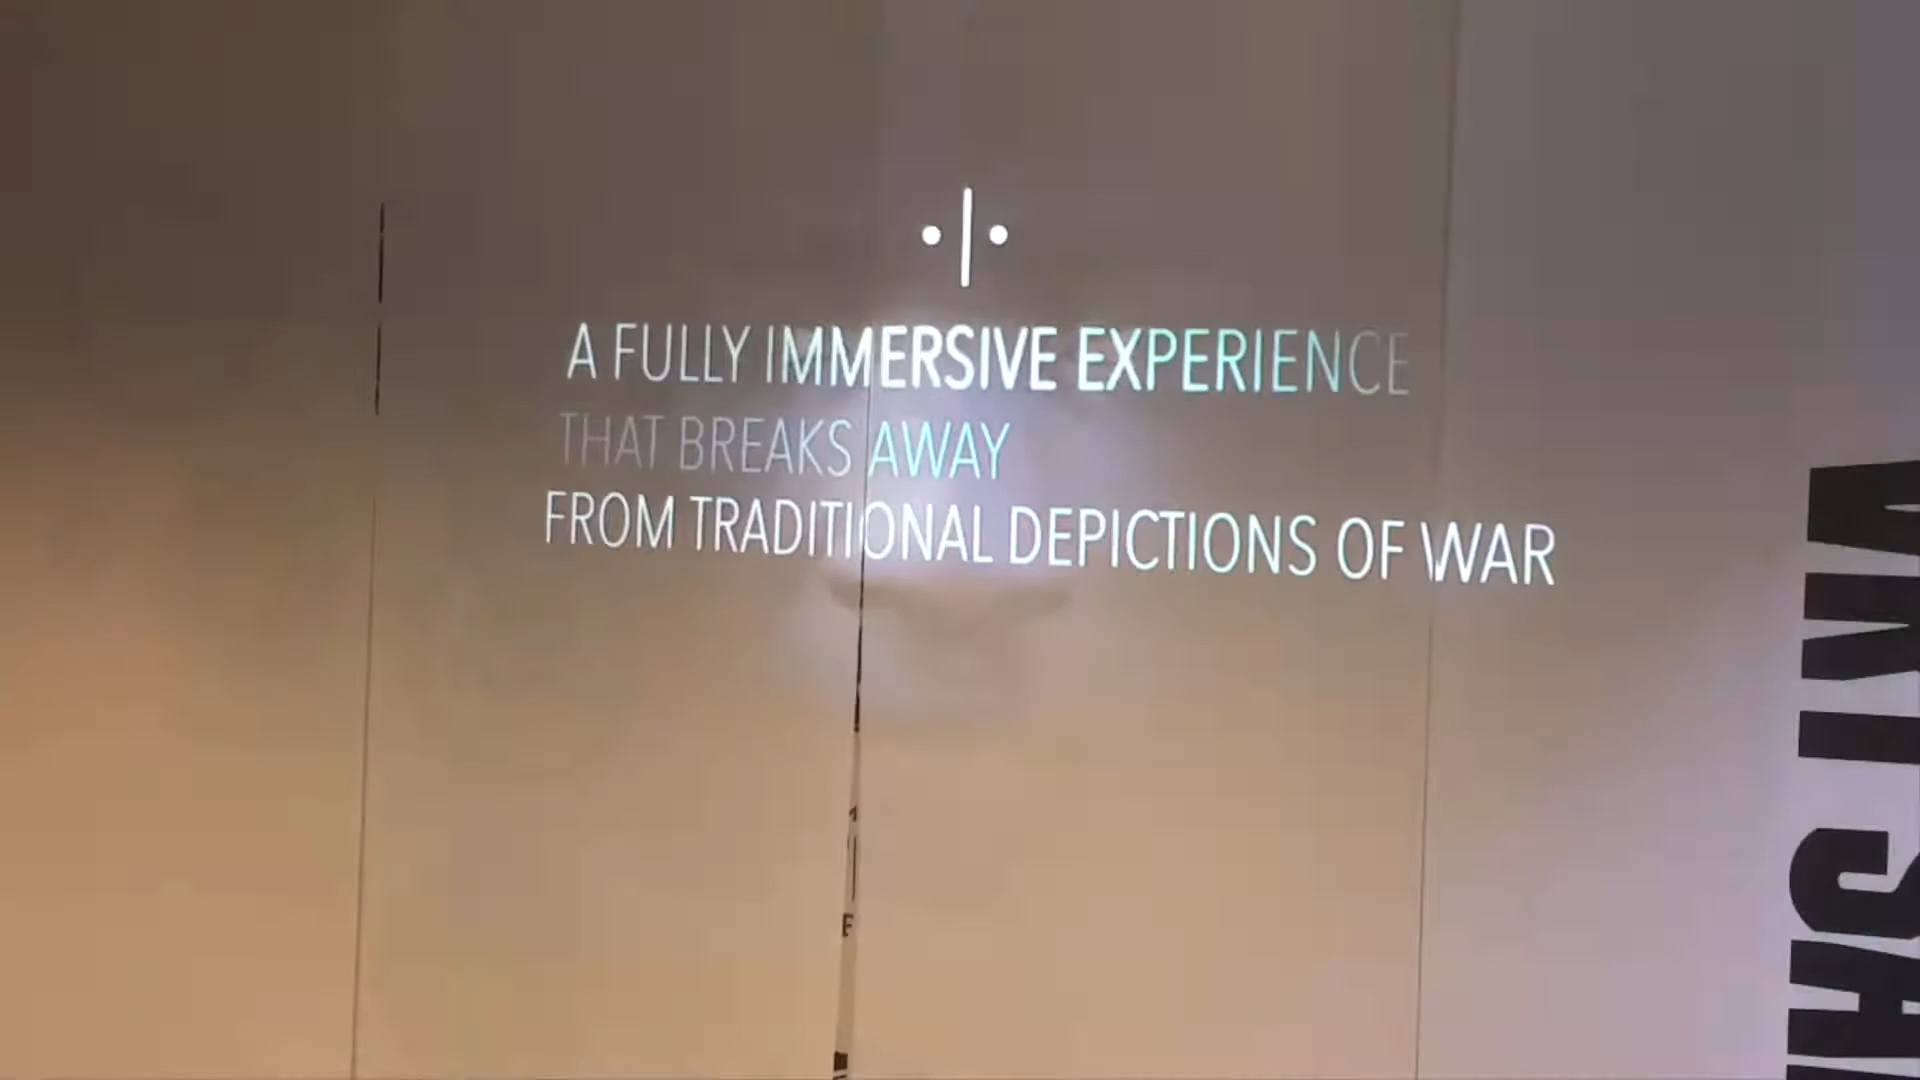 A FULLY IMMERSIVE EXPERIENCE
THAT BREAKS AWAY
FROM TRADITIONAL DEPICTIONS OF WAR